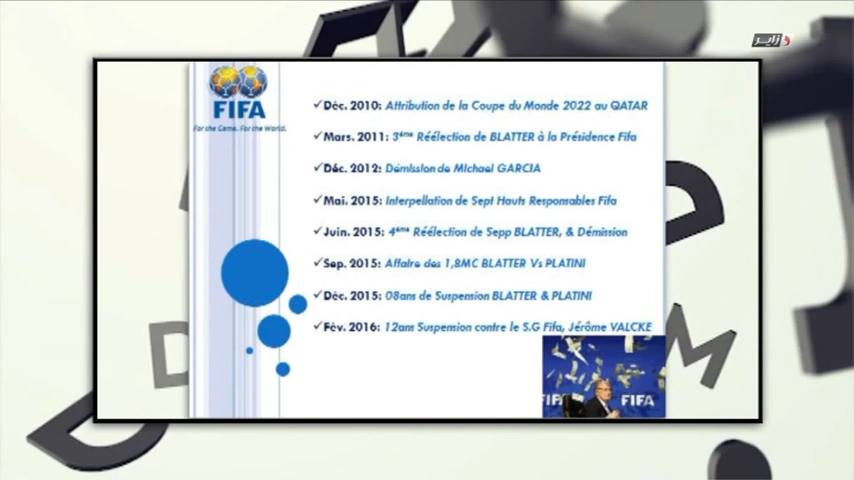 دزاير
FIFA
For the Game. For the World.
✓Déc. 2010: Attribution de la Coupe du Monde 2022 au QATAR
✓Mars. 2011: 3ème Réélection de BLATTER à la Présidence Fifa
✓Déc. 2012: Démission de Michael GARCIA
✓Mai. 2015: Interpellation de Sept Hauts Responsables Fifa
✓Juin. 2015: 4ème Réélection de Sepp BLATTER, & Démission
✓Sep. 2015: Affaire des 1,8MC BLATTER Vs PLATINI
✓Déc. 2015: 08ans de Suspension BLATTER & PLATINI
✓Fév. 2016: 12am Suspension contre le S.G Fifa, Jérôme VALCKE
FIFA